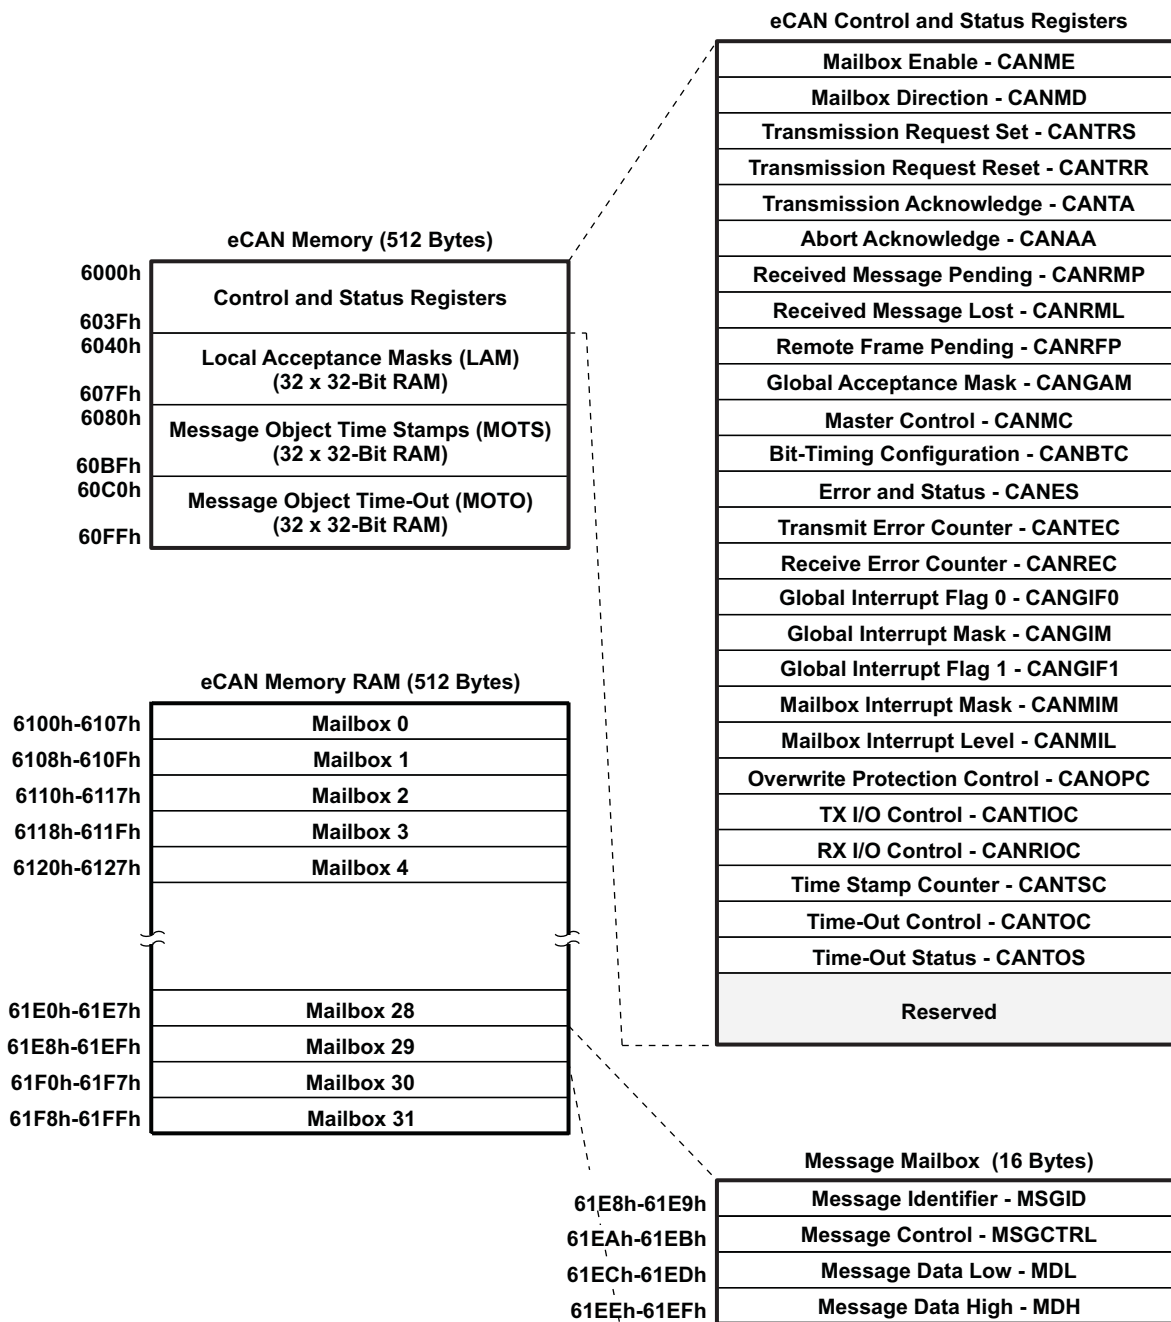 eCAN Control and Status Registers
Mailbox Enable - CANME
Mailbox Direction - CANMD
Transmission Request Set - CANTRS
Transmission Request Reset - CANTRR
Transmission Acknowledge - CANTA
Abort Acknowledge - CANAA
Received Message Pending - CANRMP
Received Message Lost - CANRML
Remote Frame Pending - CANRFP
Global Acceptance Mask - CANGAM
Master Control - CANMC
Bit-Timing Configuration - CANBTC
Error and Status - CANES
Transmit Error Counter - CANTEC
Receive Error Counter - CANREC
Global Interrupt Flag 0 - CANGIF0
Global Interrupt Mask - CANGIM
Global Interrupt Flag 1 - CANGIF1
Mailbox Interrupt Mask - CANMIM
Mailbox Interrupt Level - CANMIL
Overwrite Protection Control - CANOPC
TX I/O Control - CANTIOC
RX I/O Control - CANRIOC
Time Stamp Counter - CANTSC
Time-Out Control - CANTOC
Time-Out Status - CANTOS
Reserved
eCAN Memory (512 Bytes)
6000h
Control and Status Registers
603Fh
6040h
Local Acceptance Masks (LAM)
(32 x 32-Bit RAM)
607Fh
6080h
Message Object Time Stamps (MOTS)
(32 x 32-Bit RAM)
60BFh
60C0h
Message Object Time-Out (MOTO)
(32 x 32-Bit RAM)
60FFh
eCAN Memory RAM (512 Bytes)
6100h-6107h Mailbox 0
6108h-610Fh Mailbox 1
6110h-6117h Mailbox 2
6118h-611Fh Mailbox 3
6120h-6127h Mailbox 4
61E0h-61E7h Mailbox 28
61E8h-61EFh Mailbox 29
61F0h-61F7h Mailbox 30
61F8h-61FFh Mailbox 31
Message Mailbox (16 Bytes)
61E8h-61E9h Message Identifier - MSGID
61EAh-61EBh Message Control - MSGCTRL
61ECh-61EDh Message Data Low - MDL
61EEh-61EFh Message Data High - MDH